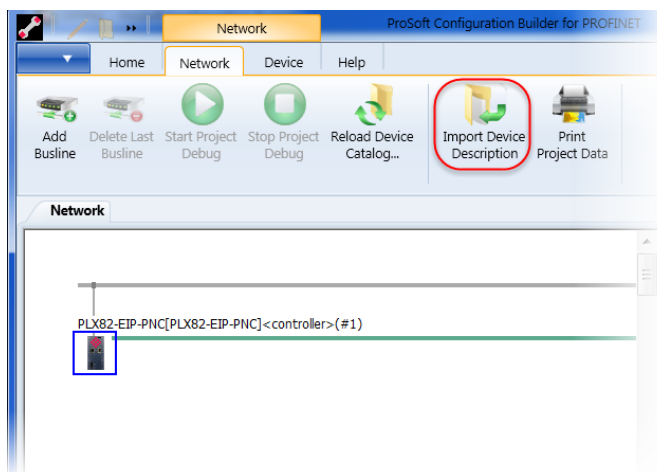 Network
ProSoft Configuration Builder for PROFINET
Home Network Device Help
Add Busline
Delete Last Busline
Start Project Debug
Stop Project Debug
Reload Device Catalog...
Import Device Description
Print Project Data
Network
PLX82-EIP-PNC[PLX82-EIP-PNC]<controller>(#1)